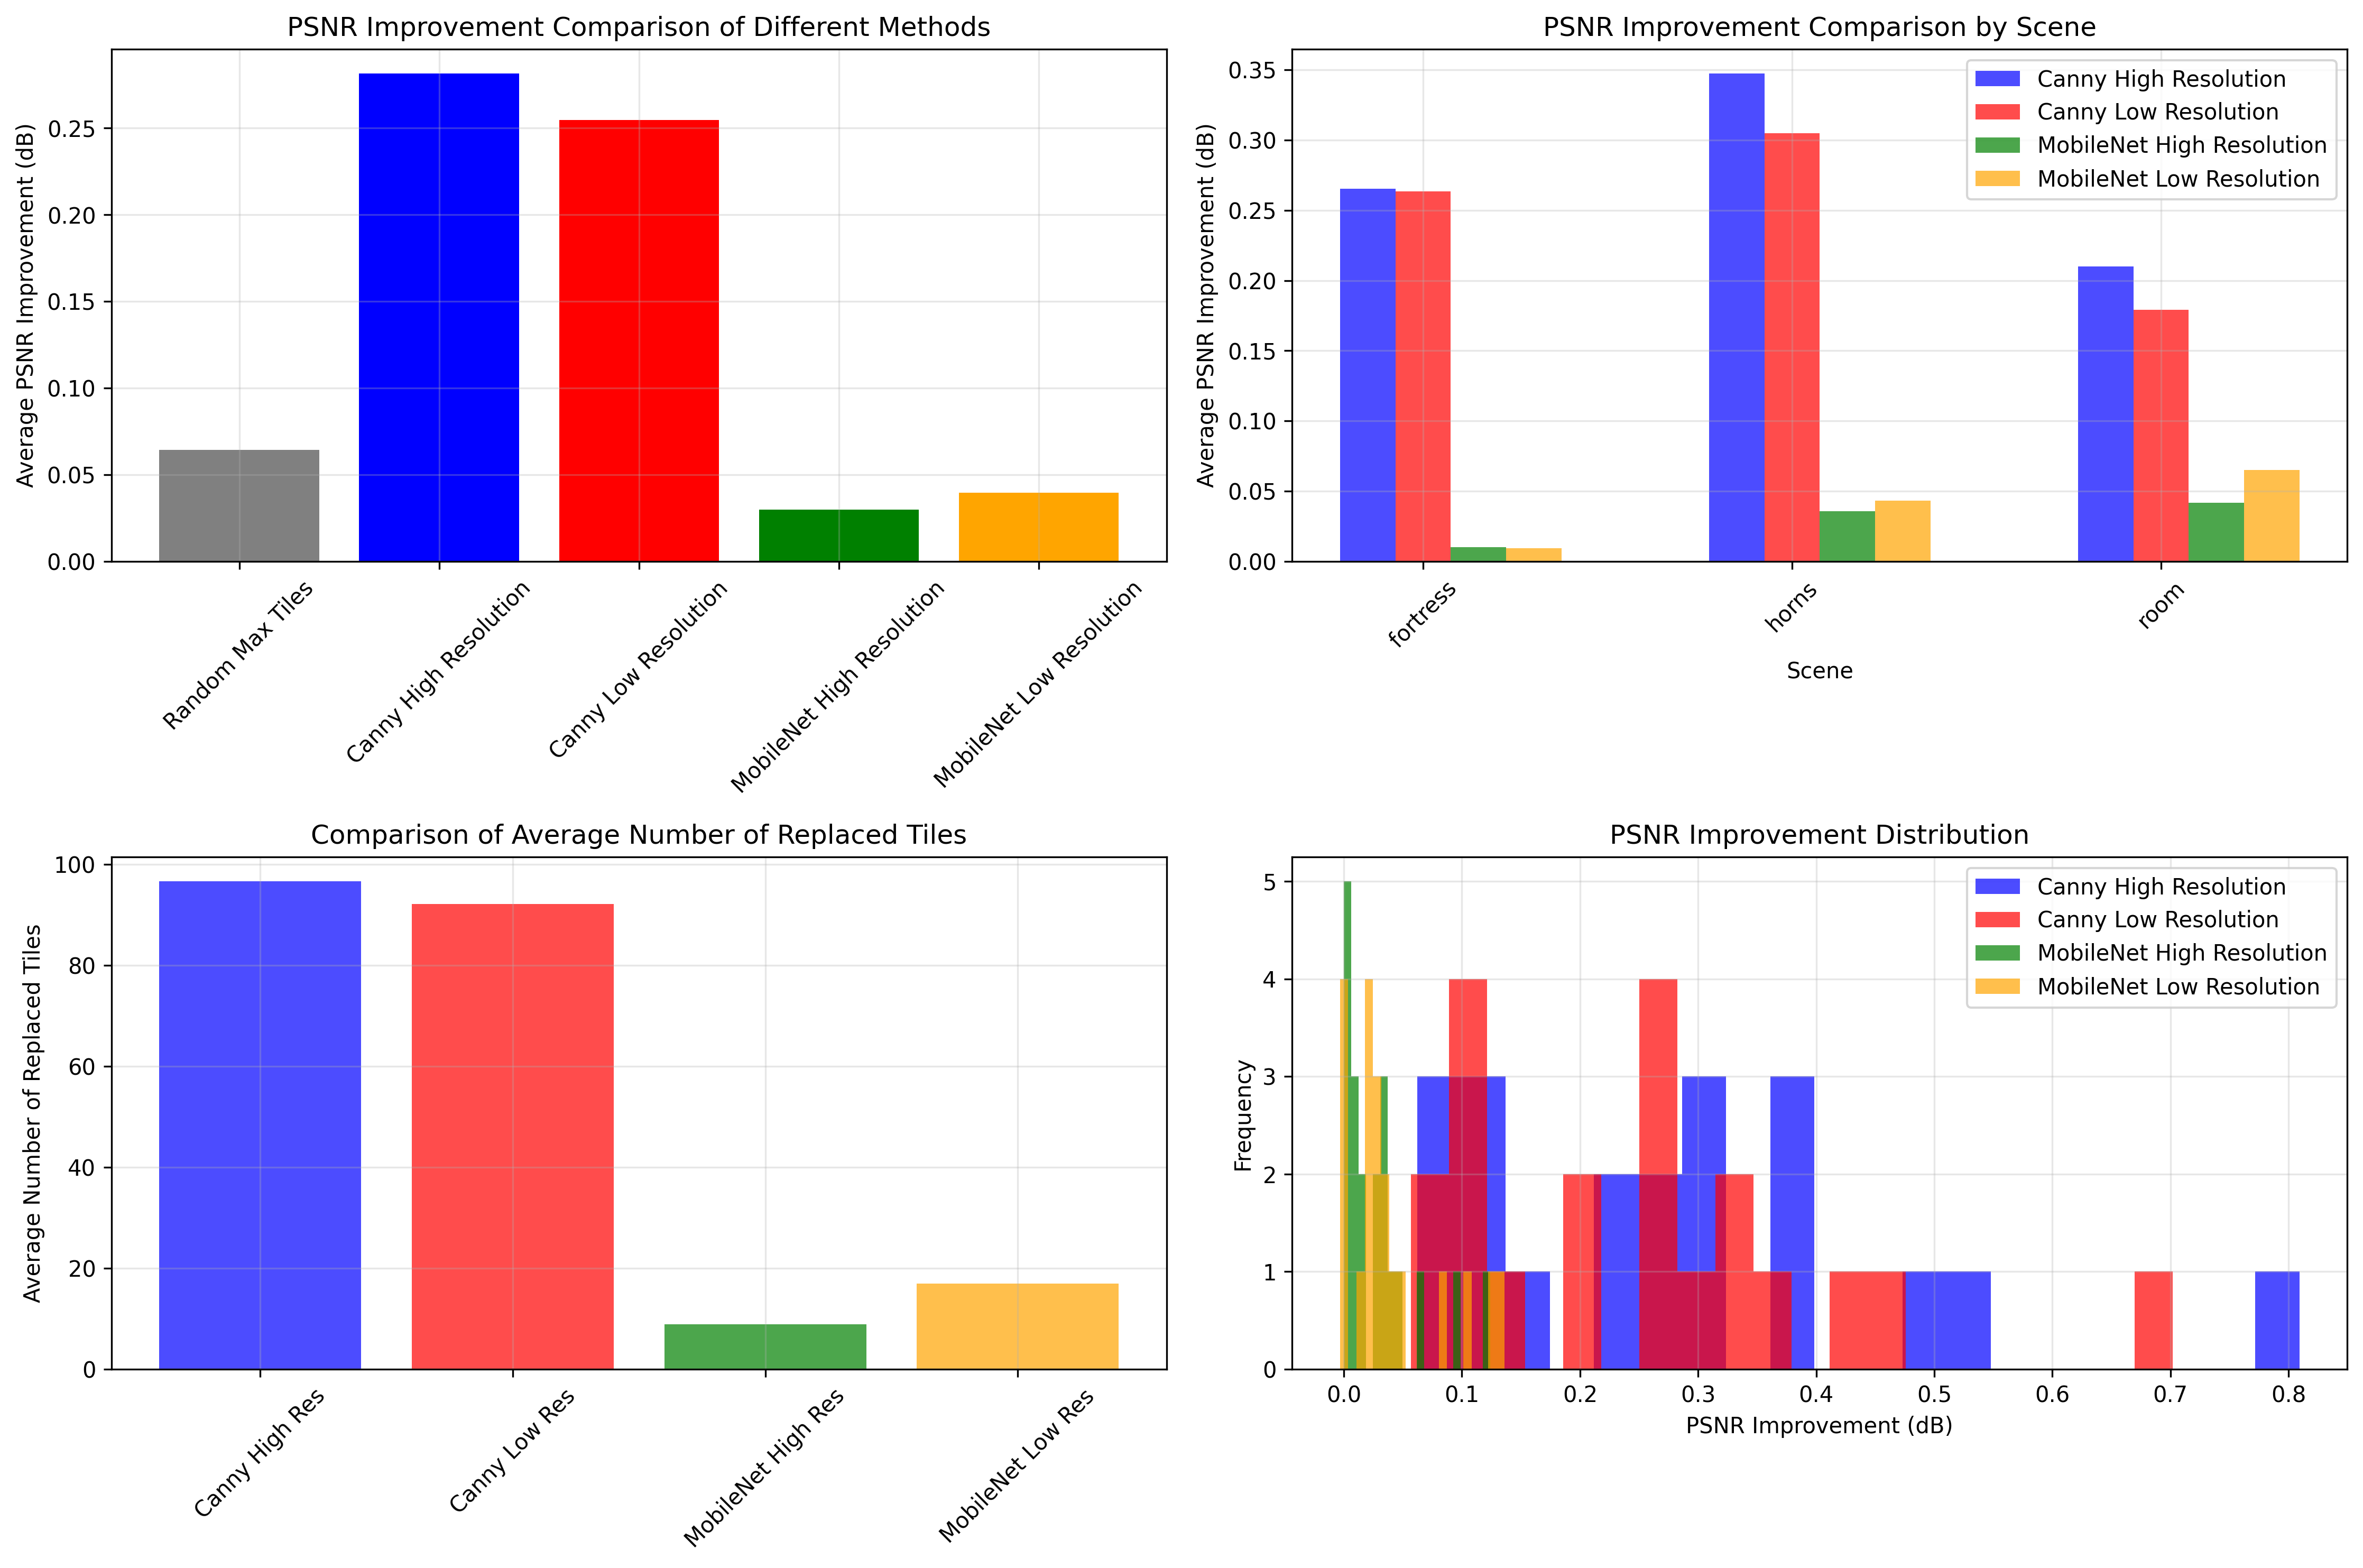 PSNR Improvement Comparison of Different Methods
Average PSNR Improvement (dB)
0.25
0.20
0.15
0.10
0.05
0.00
Random Max Tiles
Canny High Resolution
Canny Low Resolution
MobileNet High Resolution
MobileNet Low Resolution
PSNR Improvement Comparison by Scene
Average PSNR Improvement (dB)
0.35
0.30
0.25
0.20
0.15
0.10
0.05
0.00
Canny High Resolution
Canny Low Resolution
MobileNet High Resolution
MobileNet Low Resolution
fortress
horns
room
Scene
Comparison of Average Number of Replaced Tiles
Average Number of Replaced Tiles
100
80
60
40
20
0
Canny High Res
Canny Low Res
MobileNet High Res
MobileNet Low Res
PSNR Improvement Distribution
Frequency
5
4
3
2
1
0
Canny High Resolution
Canny Low Resolution
MobileNet High Resolution
MobileNet Low Resolution
0.0 0.1 0.2 0.3 0.4 0.5 0.6 0.7 0.8
PSNR Improvement (dB)